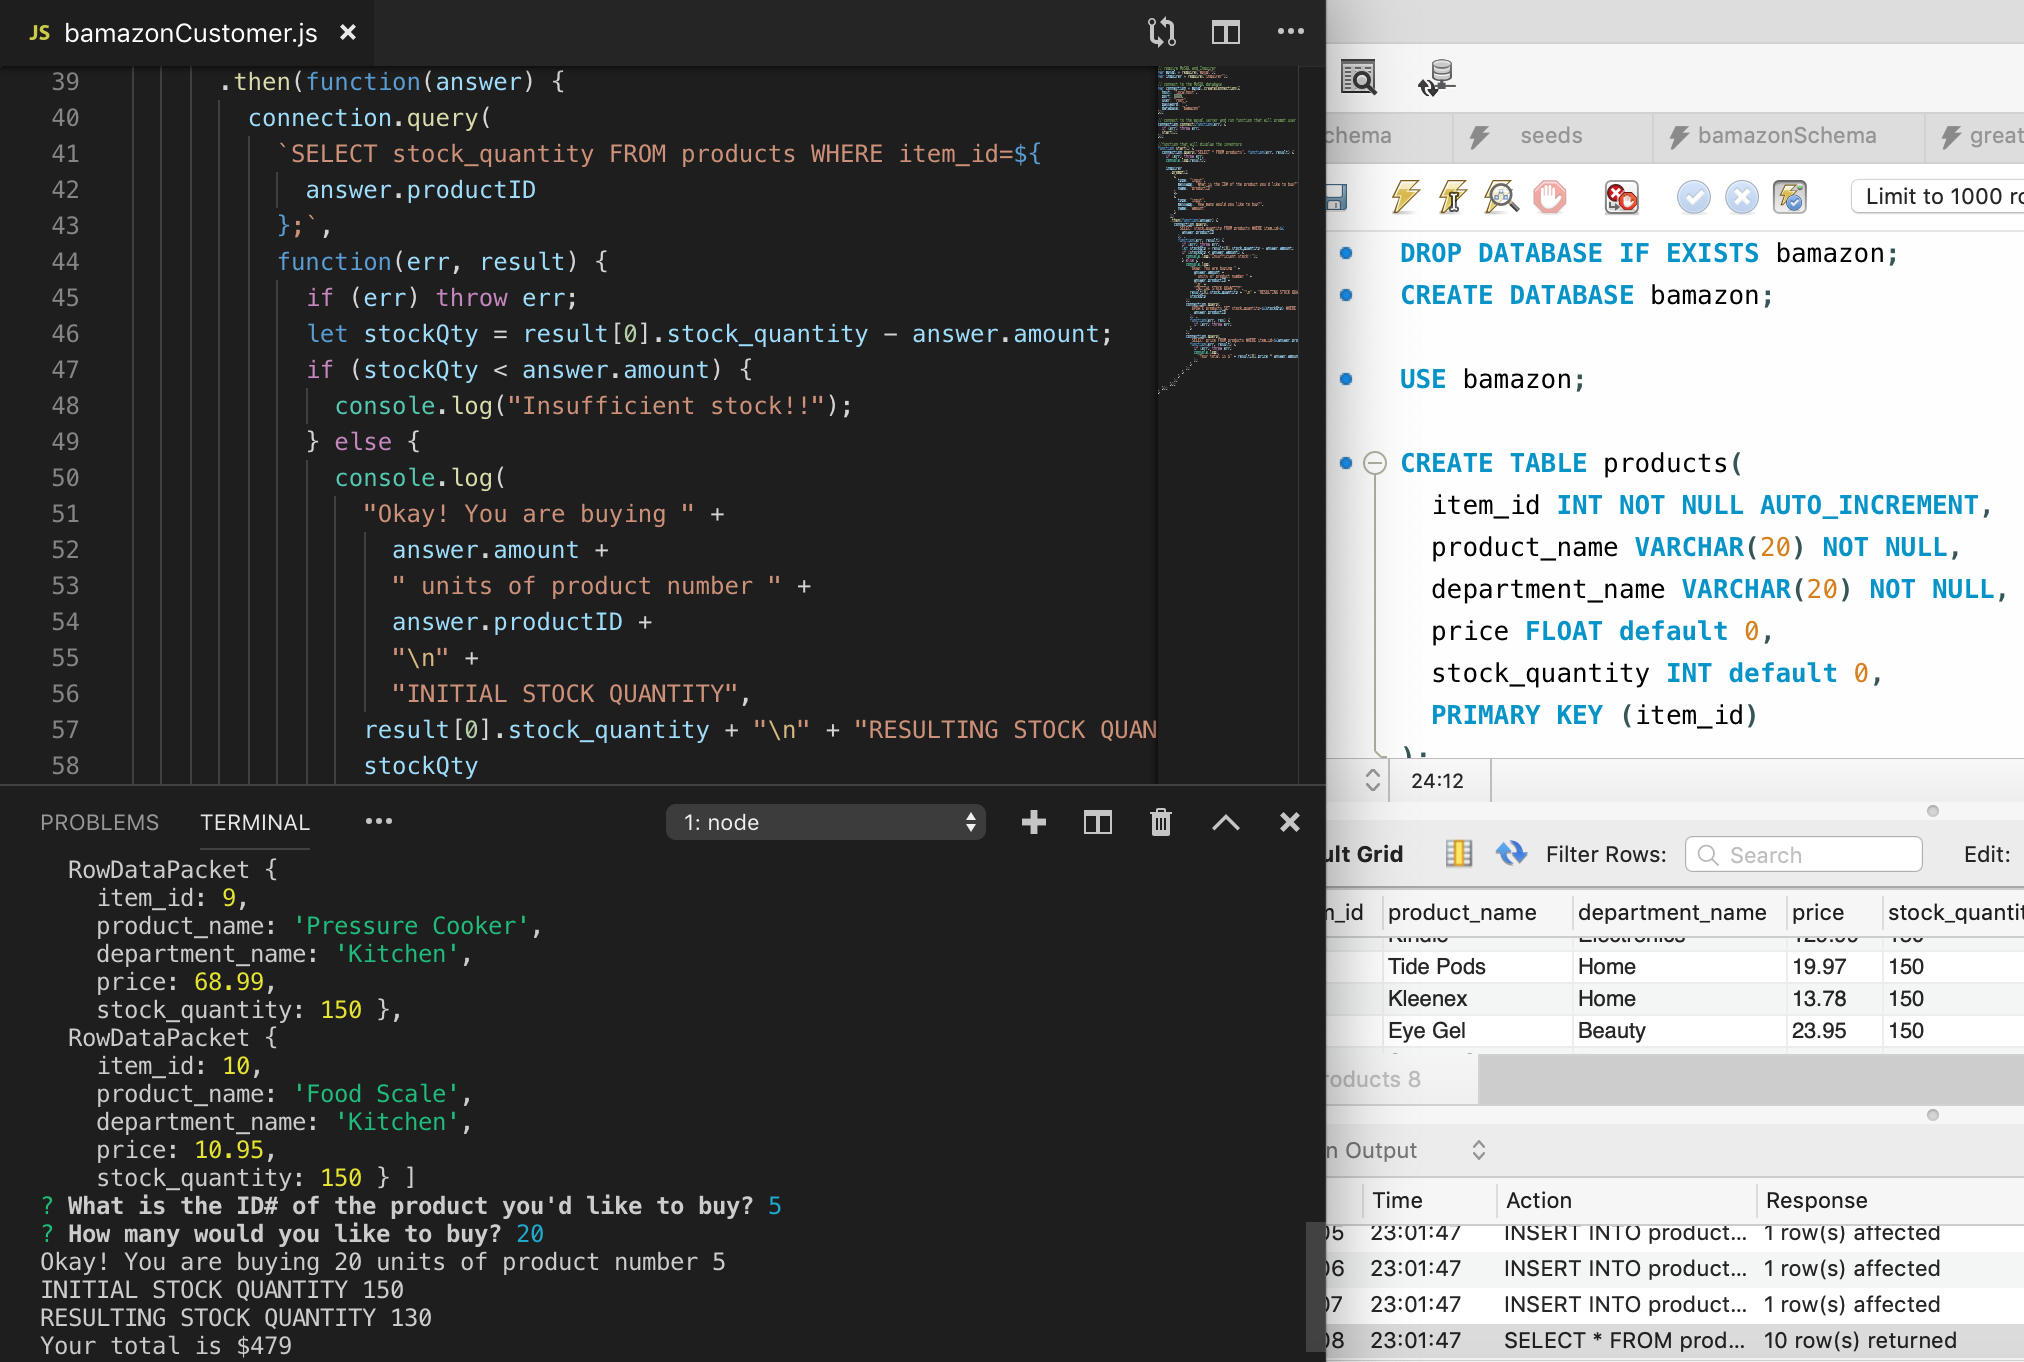 JS bamazonCustomer.js ×
39 .then(function(answer) {
40 connection.query(
41 `SELECT stock_quantity FROM products WHERE item_id=${
42 answer.productID
43 };`,
44 function(err, result) {
45 if (err) throw err;
46 let stockQty = result[0].stock_quantity - answer.amount;
47 if (stockQty < answer.amount) {
48 console.log("Insufficient stock!!");
49 } else {
50 console.log(
51 "Okay! You are buying " +
52 answer.amount +
53 " units of product number " +
54 answer.productID +
55 "\n" +
56 "INITIAL STOCK QUANTITY",
57 result[0].stock_quantity + "\n" + "RESULTING STOCK QUAN
58 stockQty
PROBLEMS TERMINAL ••• 1: node
RowDataPacket {
item_id: 9,
product_name: 'Pressure Cooker',
department_name: 'Kitchen',
price: 68.99,
stock_quantity: 150 },
RowDataPacket {
item_id: 10,
product_name: 'Food Scale',
department_name: 'Kitchen',
price: 10.95,
stock_quantity: 150 } ]
? What is the ID# of the product you'd like to buy? 5
? How many would you like to buy? 20
Okay! You are buying 20 units of product number 5
INITIAL STOCK QUANTITY 150
RESULTING STOCK QUANTITY 130
Your total is $479
chema seeds bamazonSchema great
Limit to 1000 ro
DROP DATABASE IF EXISTS bamazon;
CREATE DATABASE bamazon;
USE bamazon;
CREATE TABLE products(
item_id INT NOT NULL AUTO_INCREMENT,
product_name VARCHAR(20) NOT NULL,
department_name VARCHAR(20) NOT NULL,
price FLOAT default 0,
stock_quantity INT default 0,
PRIMARY KEY (item_id)
);
24:12
ult Grid Filter Rows: Search Edit:
n_id product_name department_name price stock_quantit
Kindle Electronics 150
Tide Pods Home 19.97 150
Kleenex Home 13.78 150
Eye Gel Beauty 23.95 150
roducts 8
n Output
Time Action Response
05 23:01:47 INSERT INTO product... 1 row(s) affected
06 23:01:47 INSERT INTO product... 1 row(s) affected
07 23:01:47 INSERT INTO product... 1 row(s) affected
08 23:01:47 SELECT * FROM prod... 10 row(s) returned